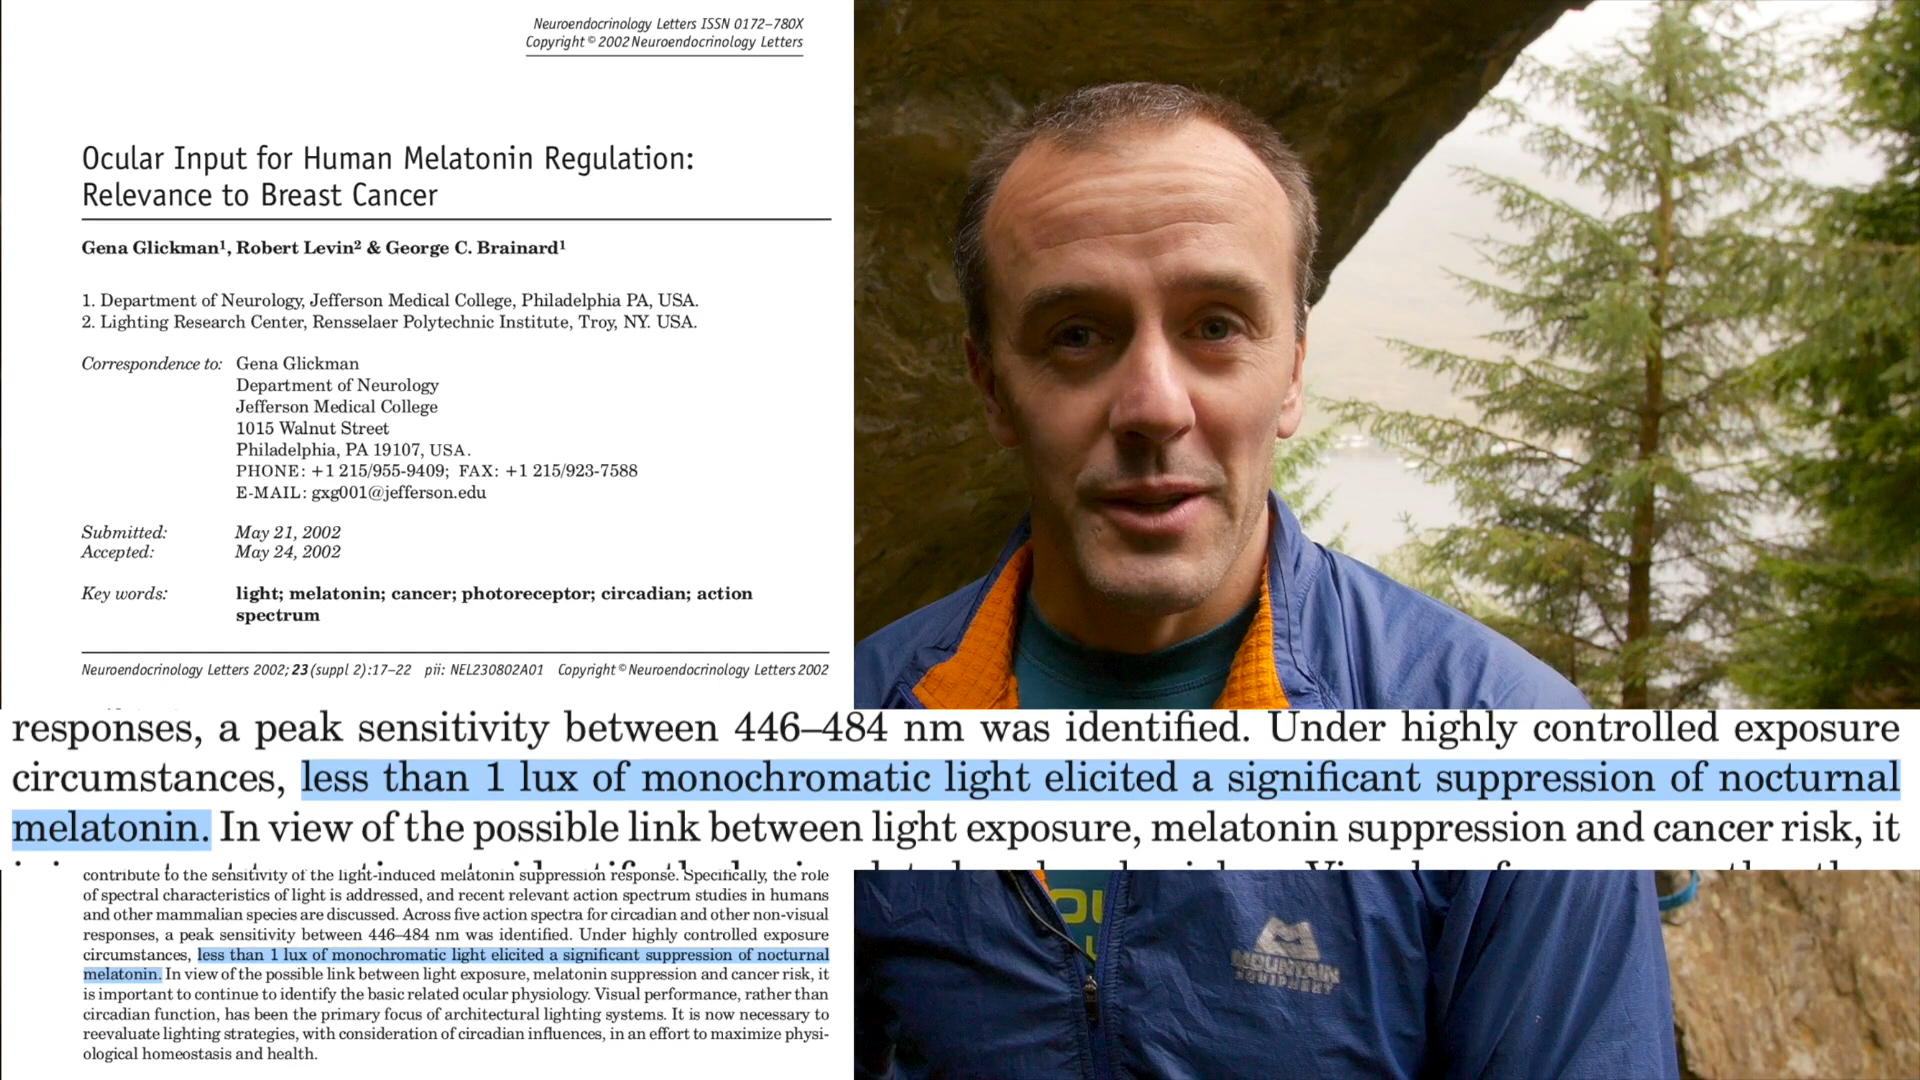 Neuroendocrinology Letters ISSN 0172–780X
Copyright © 2002 Neuroendocrinology Letters
Ocular Input for Human Melatonin Regulation:
Relevance to Breast Cancer
Gena Glickman¹, Robert Levin² & George C. Brainard¹
1. Department of Neurology, Jefferson Medical College, Philadelphia PA, USA.
2. Lighting Research Center, Rensselaer Polytechnic Institute, Troy, NY. USA.
Correspondence to: Gena Glickman
Department of Neurology
Jefferson Medical College
1015 Walnut Street
Philadelphia, PA 19107, USA.
PHONE: +1 215/955-9409; FAX: +1 215/923-7588
E-MAIL: gxg001@jefferson.edu
Submitted: May 21, 2002
Accepted: May 24, 2002
Key words: light; melatonin; cancer; photoreceptor; circadian; action
spectrum
Neuroendocrinology Letters 2002; 23 (suppl 2):17–22 pii: NEL230802A01 Copyright © Neuroendocrinology Letters 2002
responses, a peak sensitivity between 446–484 nm was identified. Under highly controlled exposure
circumstances, less than 1 lux of monochromatic light elicited a significant suppression of nocturnal
melatonin. In view of the possible link between light exposure, melatonin suppression and cancer risk, it
contribute to the sensitivity of the light-induced melatonin suppression response. Specifically, the role
of spectral characteristics of light is addressed, and recent relevant action spectrum studies in humans
and other mammalian species are discussed. Across five action spectra for circadian and other non-visual
responses, a peak sensitivity between 446–484 nm was identified. Under highly controlled exposure
circumstances, less than 1 lux of monochromatic light elicited a significant suppression of nocturnal
melatonin. In view of the possible link between light exposure, melatonin suppression and cancer risk, it
is important to continue to identify the basic related ocular physiology. Visual performance, rather than
circadian function, has been the primary focus of architectural lighting systems. It is now necessary to
reevaluate lighting strategies, with consideration of circadian influences, in an effort to maximize physi-
ological homeostasis and health.
MOUNTAIN
EQUIPMENT